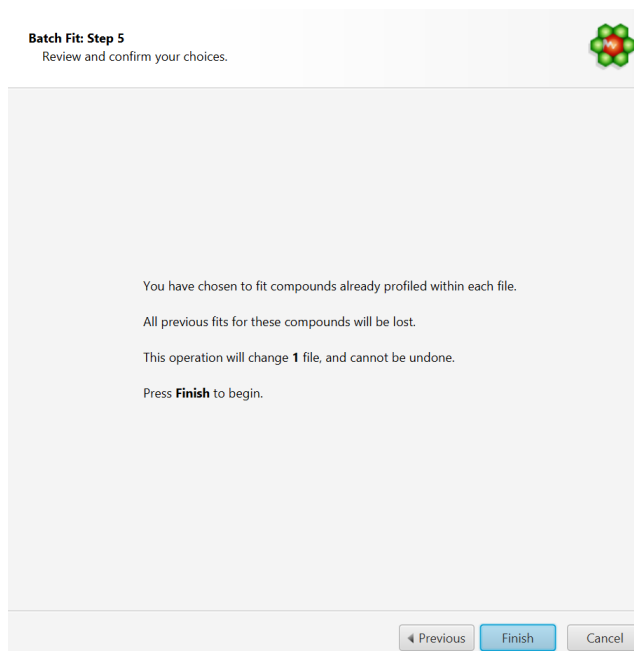 Batch Fit: Step 5
Review and confirm your choices.
You have chosen to fit compounds already profiled within each file.
All previous fits for these compounds will be lost.
This operation will change 1 file, and cannot be undone.
Press Finish to begin.
Previous Finish Cancel